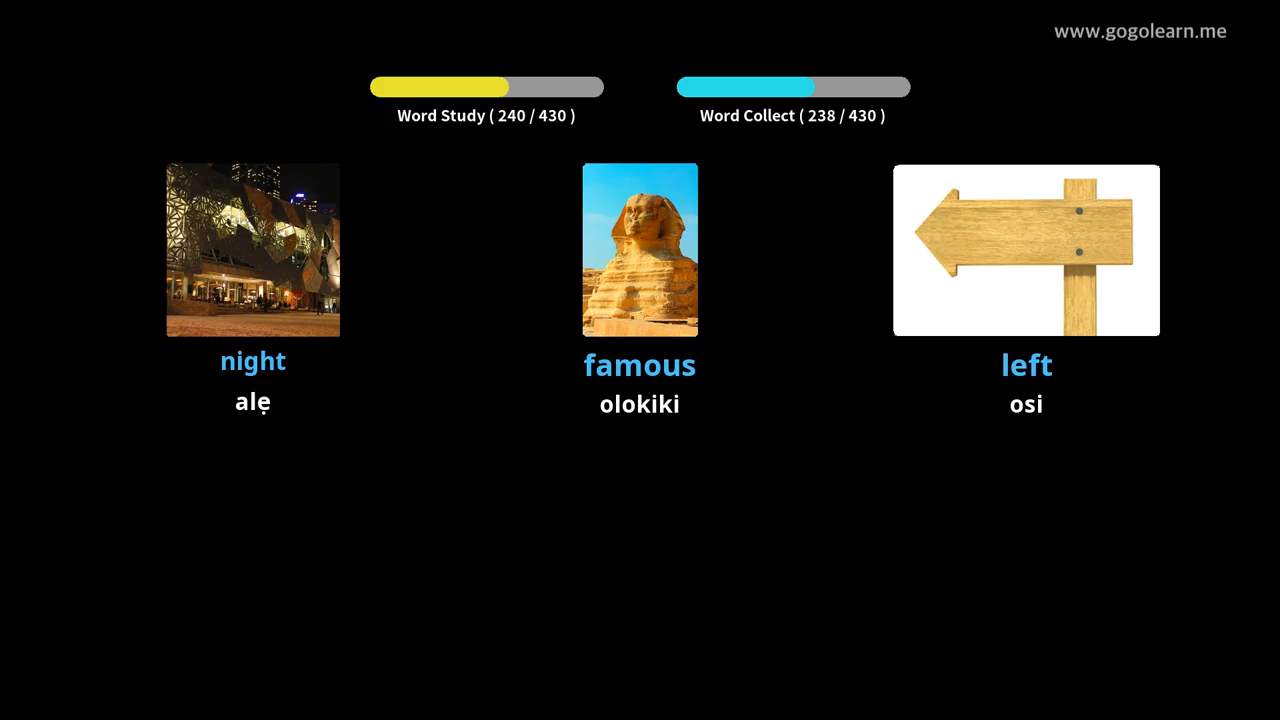 www.gogolearn.me
Word Study ( 240 / 430 )
Word Collect ( 238 / 430 )
night
alẹ
famous
olokiki
left
osi